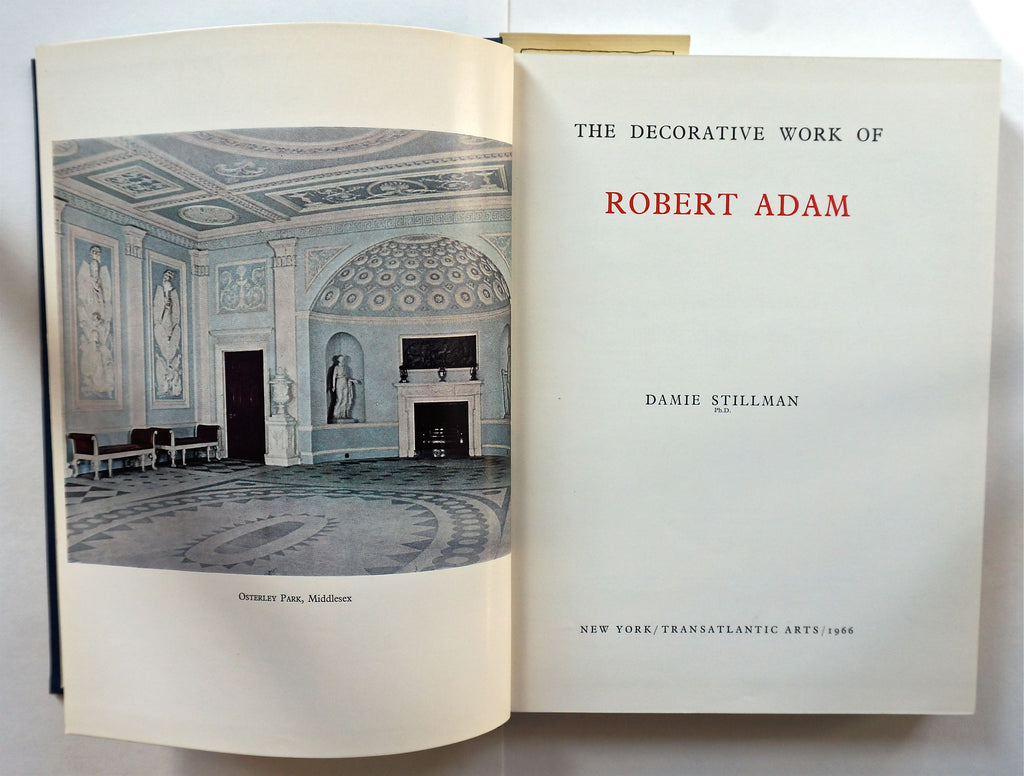 OSTERLEY PARK, Middlesex
THE DECORATIVE WORK OF
ROBERT ADAM
DAMIE STILLMAN
Ph.D.
NEW YORK/TRANSATLANTIC ARTS/1966